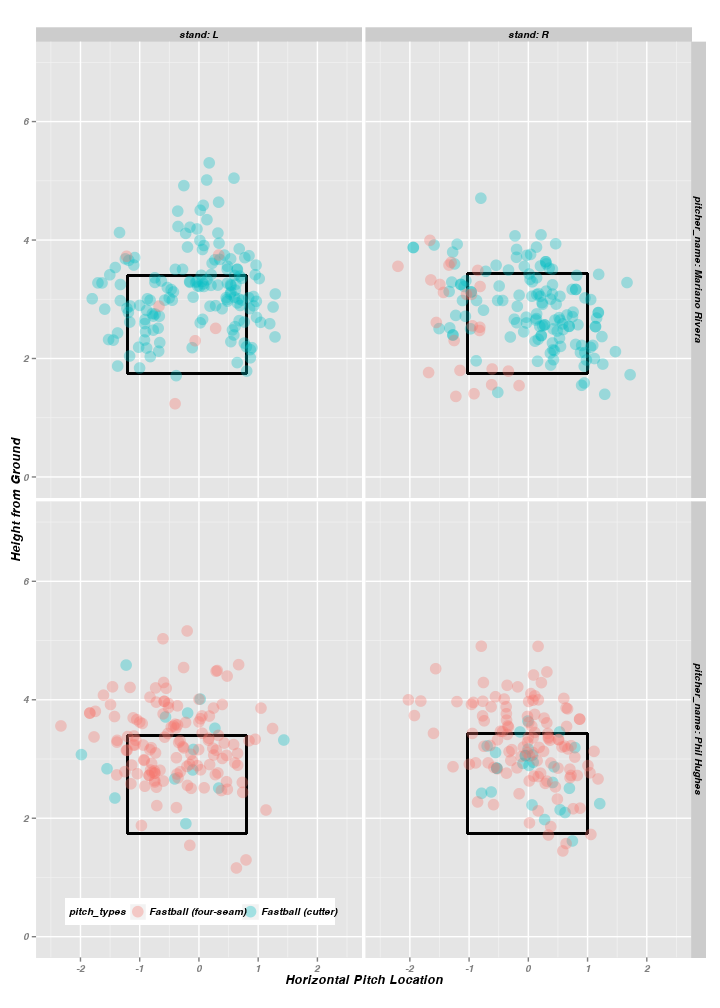 stand: L
stand: R
6
4
2
0
pitcher_name: Mariano Rivera
Height from Ground
6
4
2
0
pitcher_name: Phil Hughes
pitch_types Fastball (four-seam) Fastball (cutter)
-2 -1 0 1 2 -2 -1 0 1 2
Horizontal Pitch Location